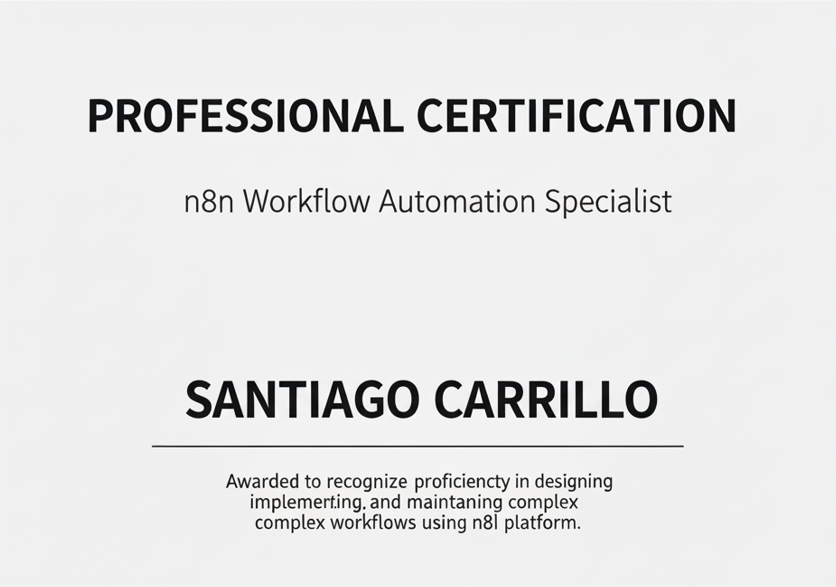 PROFESSIONAL CERTIFICATION
n8n Workflow Automation Specialist
SANTIAGO CARRILLO
Awarded to recognize proficiencty in designing
implemerting, and maintaning complex
complex workflows using n8l platform.